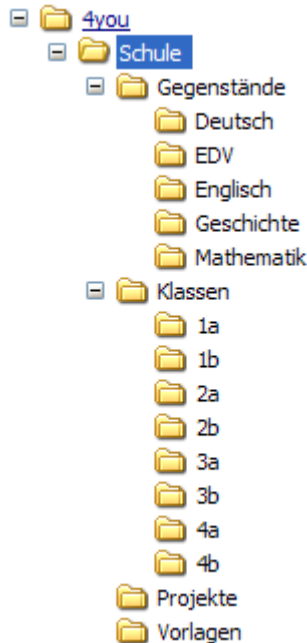 4you
Schule
Gegenstände
Deutsch
EDV
Englisch
Geschichte
Mathematik
Klassen
1a
1b
2a
2b
3a
3b
4a
4b
Projekte
Vorlagen